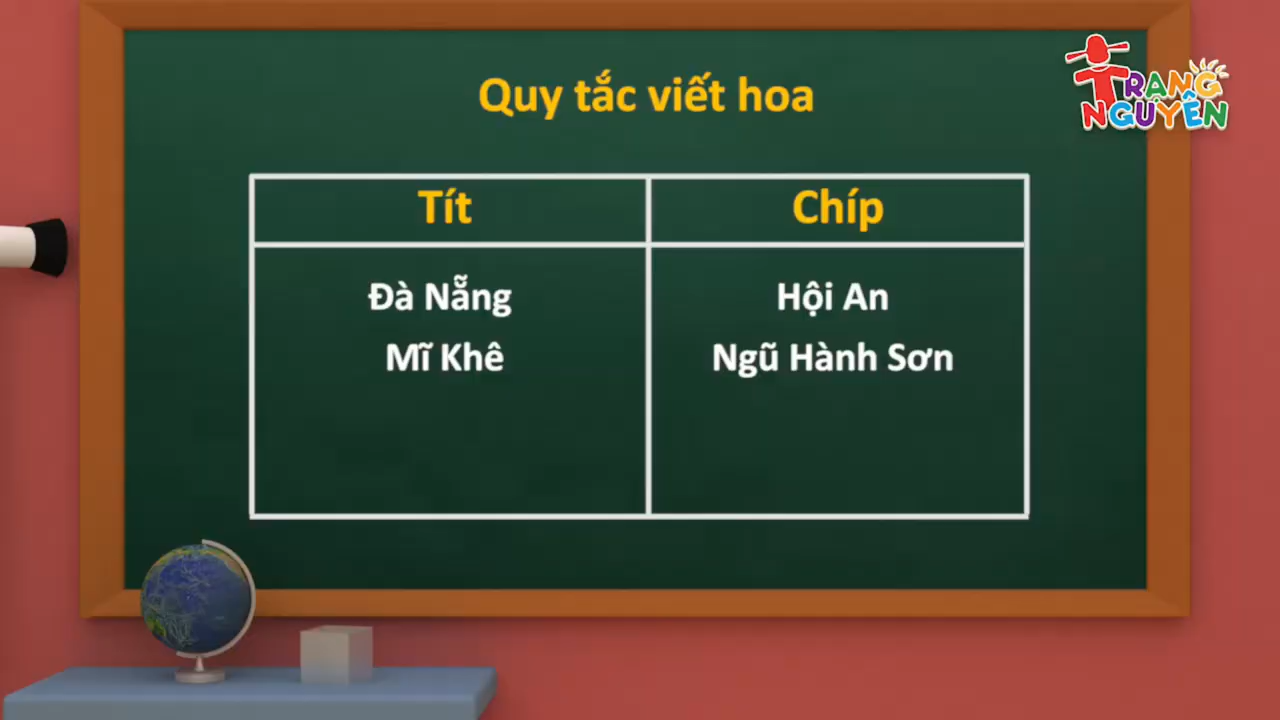 Quy tắc viết hoa
TRANG
NGUYÊN
Tít
Chíp
Đà Nẵng
Hội An
Mĩ Khê
Ngũ Hành Sơn